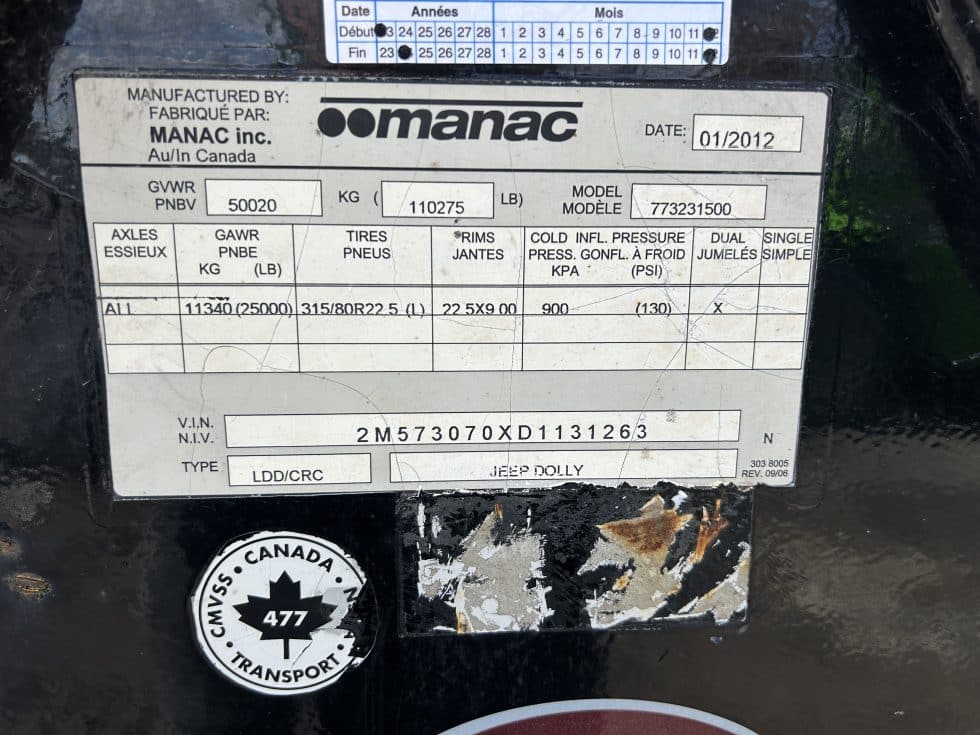 Date Années Mois
Début 3 24 25 26 27 28 1 2 3 4 5 6 7 8 9 10 11
Fin 23 25 26 27 28 1 2 3 4 5 6 7 8 9 10 11
MANUFACTURED BY:
FABRIQUÉ PAR:
MANAC inc.
Au/In Canada
manac
DATE: 01/2012
GVWR
PNBV 50020 KG ( 110275 LB)
MODEL
MODÈLE 773231500
AXLES GAWR TIRES RIMS COLD INFL. PRESSURE DUAL SINGLE
ESSIEUX PNBE PNEUS JANTES PRESS. GONFL. À FROID JUMELÉS SIMPLE
KG (LB) KPA (PSI)
ALL 11340 (25000) 315/80R22.5 (L) 22.5X9.00 900 (130) X
V.I.N.
N.I.V. 2M573070XD1131263 N
TYPE LDD/CRC JEEP DOLLY
303 8005
REV. 09/06
CMVSS • CANADA •
477
• TRANSPORT •